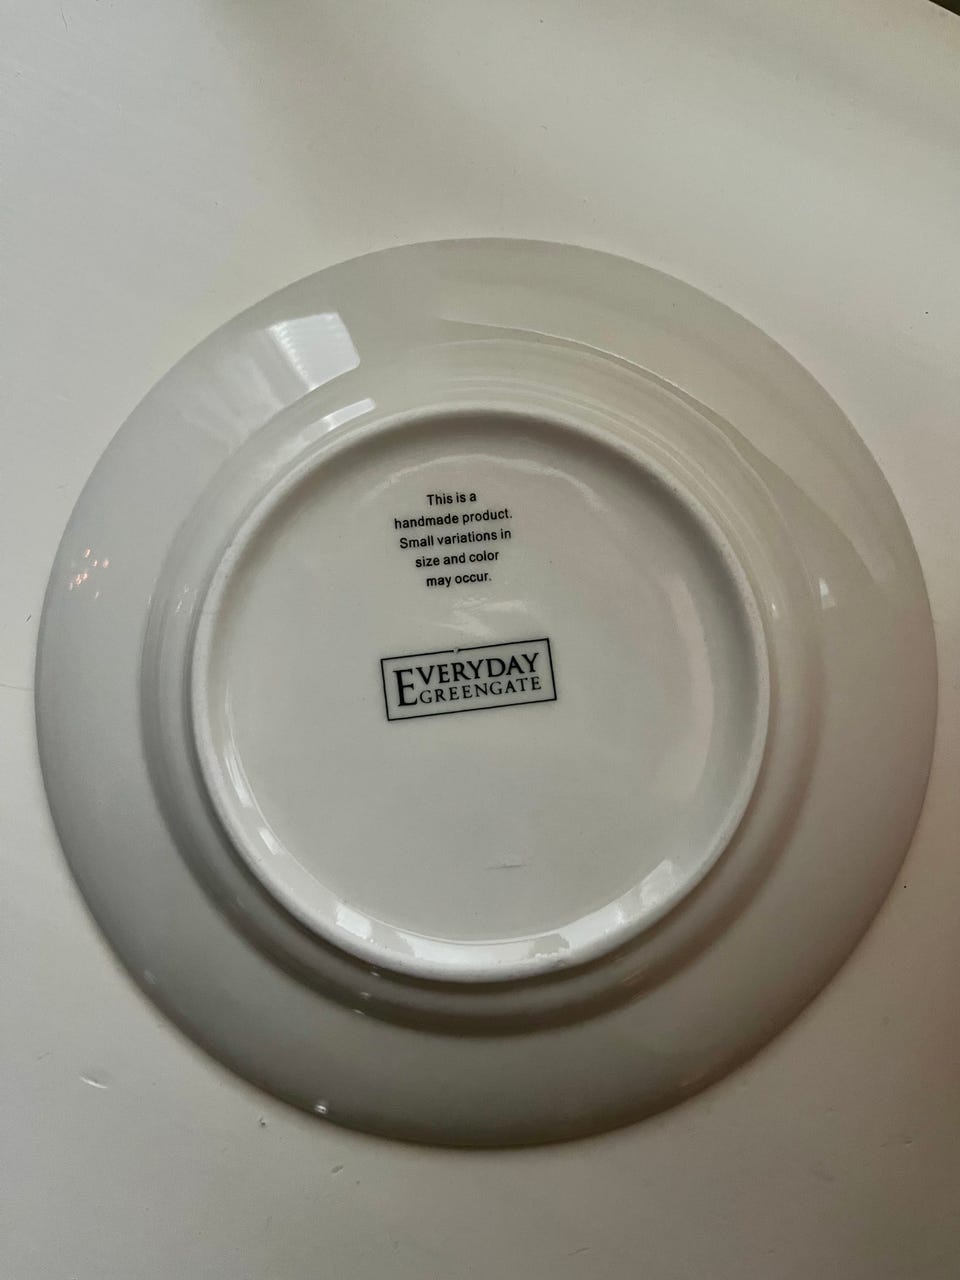 This is a
handmade product.
Small variations in
size and color
may occur.
EVERYDAY
GREENGATE